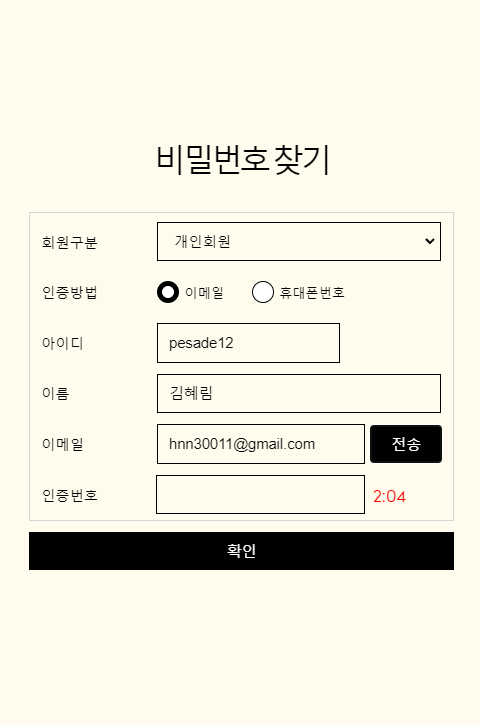 비밀번호 찾기
회원구분 개인회원
인증방법 이메일 휴대폰번호
아이디 pesade12
이름 김혜림
이메일 hnn30011@gmail.com 전송
인증번호 2:04
확인